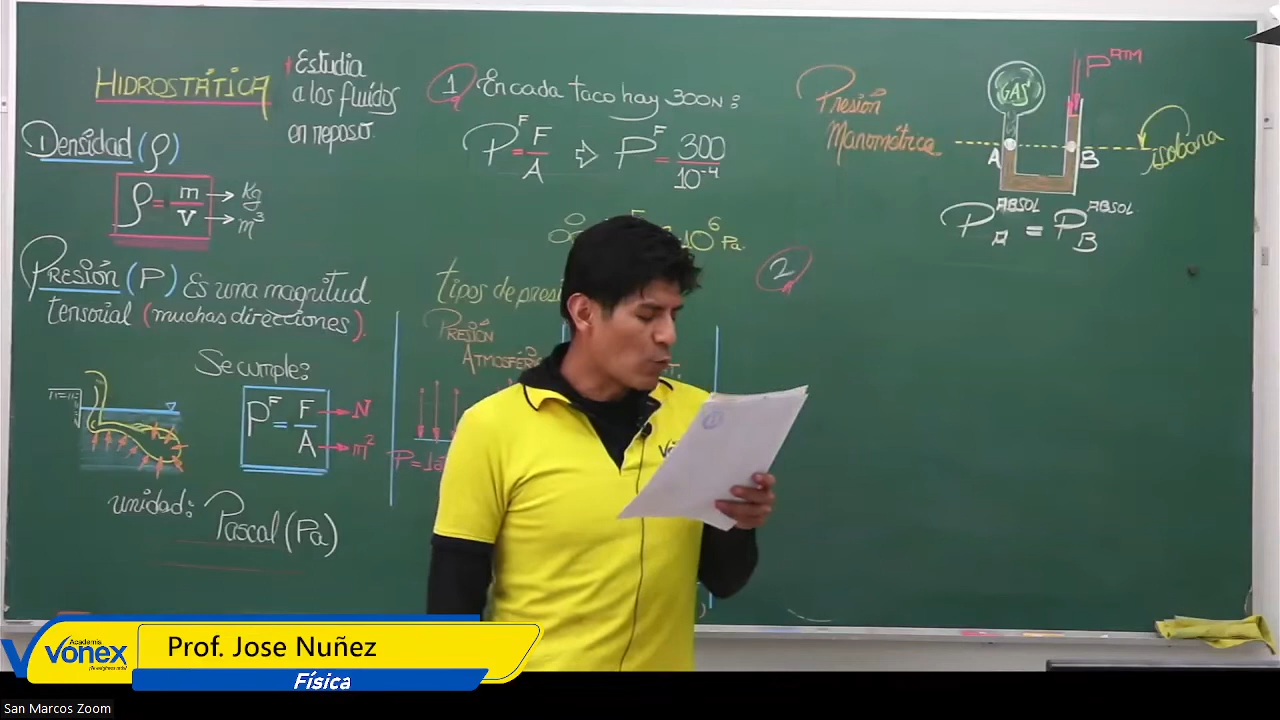 HIDROSTÁTICA
Estudia
a los fluidos
en reposo.
Densidad (ρ)
ρ = m/V
Kg
m³
PRESIÓN (P) Es una magnitud
tensorial (muchas direcciones).
Se cumple:
P^F = F/A
N
m²
unidad: Pascal (Pa)
1 En cada taco hay 300N:
P^F = F/A ⇨ P^F = 300/10⁻⁴
10⁶ Pa.
tipos de presi
PRESIÓN
ATMOSFÉRI
2
Presión
Manométrica
GAS
P^ATM
A
B
isobara
P_A^ABSOL = P_B^ABSOL.
Academia
vonex
Prof. Jose Nuñez
Física
San Marcos Zoom